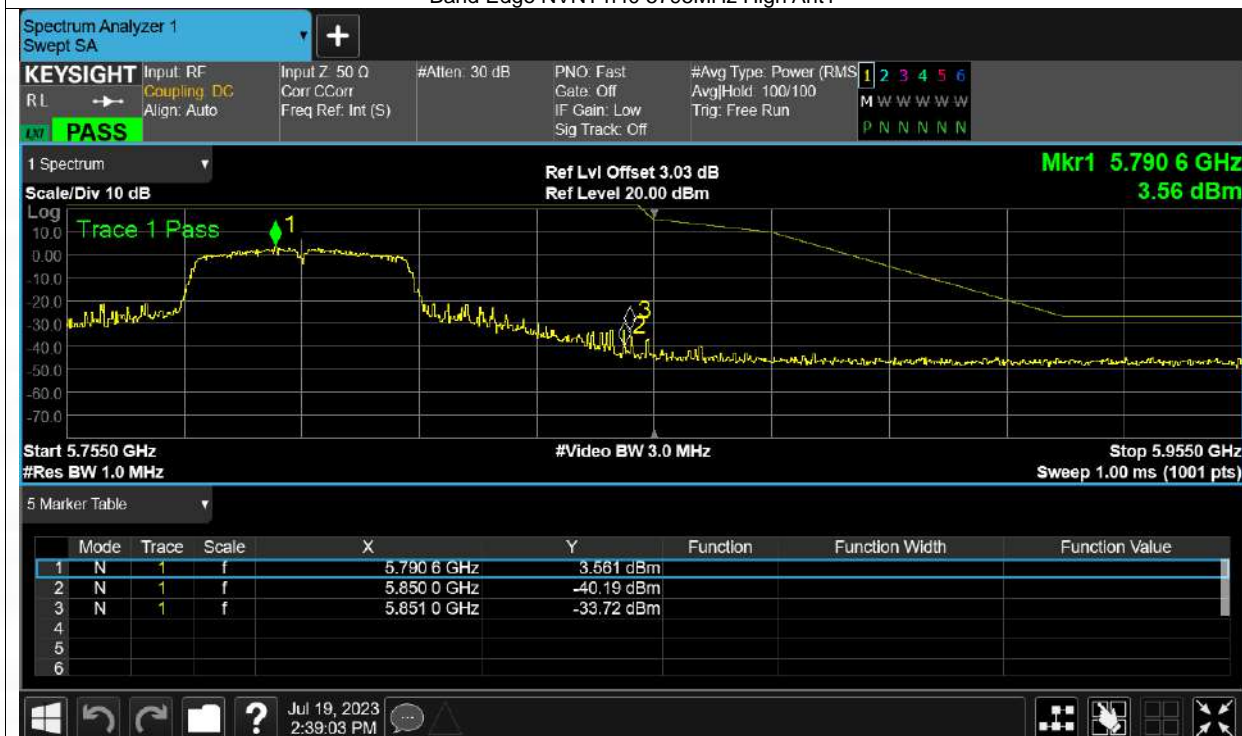 Band Edge NVNT n40 5795MHz High Ant1
Spectrum Analyzer 1
Swept SA
+
KEYSIGHT Input: RF Input Z: 50 Ω #Atten: 30 dB PNO: Fast #Avg Type: Power (RMS 1 2 3 4 5 6
RL Coupling: DC Corr CCorr Gate: Off Avg|Hold: 100/100 M W W W W W
Align: Auto Freq Ref: Int (S) IF Gain: Low Trig: Free Run
LXI PASS Sig Track: Off P N N N N N
1 Spectrum Ref Lvl Offset 3.03 dB Mkr1 5.790 6 GHz
Scale/Div 10 dB Ref Level 20.00 dBm 3.56 dBm
Log
Trace 1 Pass
1
10.0
0.00
-10.0
-20.0
3
-30.0
2
-40.0
-50.0
-60.0
-70.0
Start 5.7550 GHz #Video BW 3.0 MHz Stop 5.9550 GHz
#Res BW 1.0 MHz Sweep 1.00 ms (1001 pts)
5 Marker Table
Mode Trace Scale X Y Function Function Width Function Value
1 N 1 f 5.790 6 GHz 3.561 dBm
2 N 1 f 5.850 0 GHz -40.19 dBm
3 N 1 f 5.851 0 GHz -33.72 dBm
4
5
6
? Jul 19, 2023
2:39:03 PM